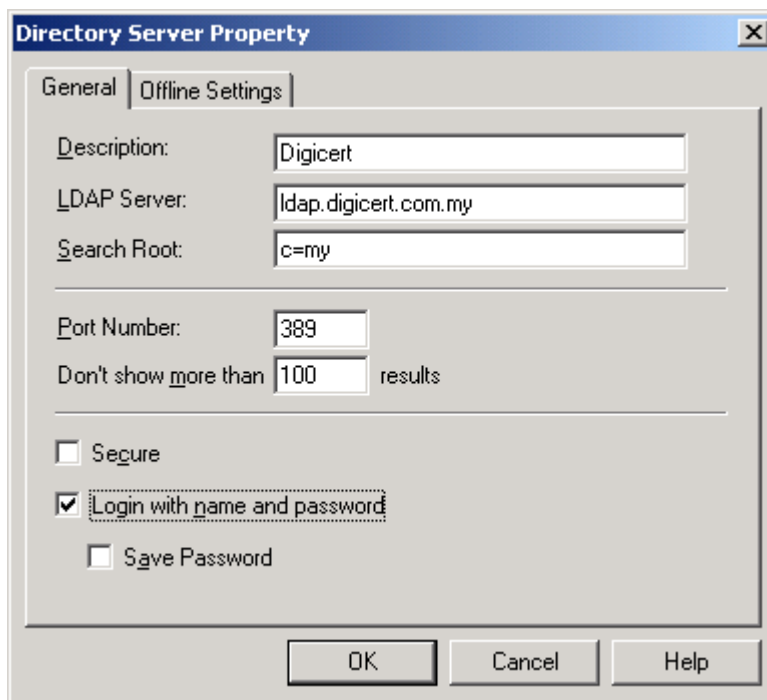 Directory Server Property
General Offline Settings
Description: Digicert
LDAP Server: ldap.digicert.com.my
Search Root: c=my
Port Number: 389
Don't show more than 100 results
Secure
Login with name and password
Save Password
OK Cancel Help